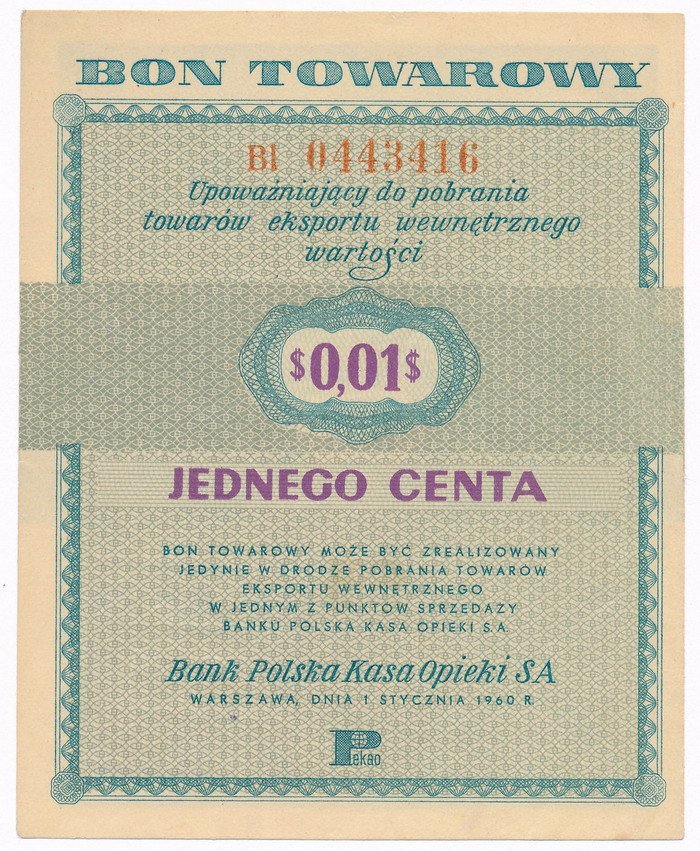 BON TOWAROWY
Bl 0443416
Upoważniający do pobrania
towarów eksportu wewnętrznego
wartości
$0,01$
JEDNEGO CENTA
BON TOWAROWY MOŻE BYĆ ZREALIZOWANY
JEDYNIE W DRODZE POBRANIA TOWARÓW
EKSPORTU WEWNĘTRZNEGO
W JEDNYM Z PUNKTÓW SPRZEDAŻY
BANKU POLSKA KASA OPIEKI S.A.
Bank Polska Kasa Opieki SA
WARSZAWA, DNIA 1 STYCZNIA 1960 R.
Pekao